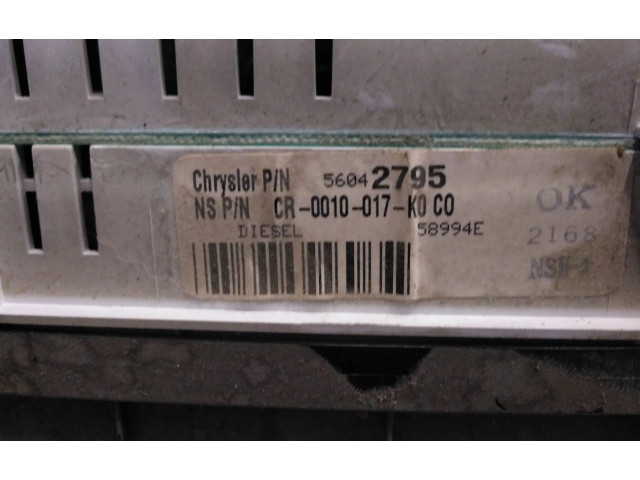 Chrysler P/N 56042795
NS P/N CR-0010-017-K0 C0
DIESEL 58994E
OK
2168